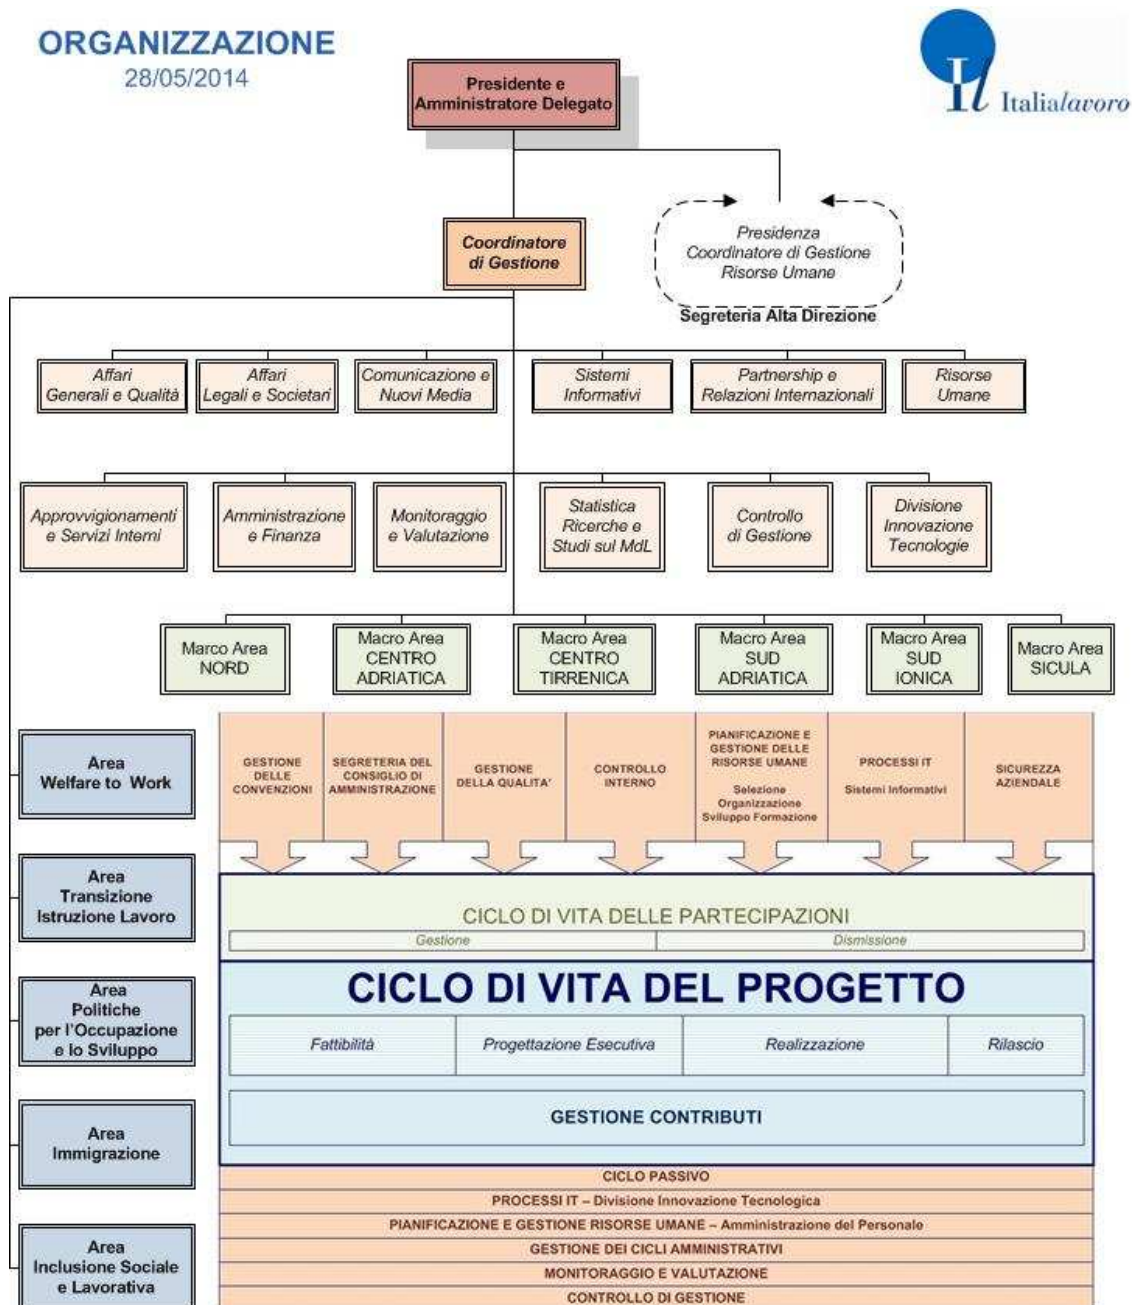 ORGANIZZAZIONE
28/05/2014
Il Italialavoro
Presidente e
Amministratore Delegato
Coordinatore
di Gestione
Presidenza
Coordinatore di Gestione
Risorse Umane
Segreteria Alta Direzione
Affari
Generali e Qualità
Affari
Legali e Societari
Comunicazione e
Nuovi Media
Sistemi
Informativi
Partnership e
Relazioni Internazionali
Risorse
Umane
Approvvigionamenti
e Servizi Interni
Amministrazione
e Finanza
Monitoraggio
e Valutazione
Statistica
Ricerche e
Studi sul MdL
Controllo
di Gestione
Divisione
Innovazione
Tecnologie
Marco Area
NORD
Macro Area
CENTRO
ADRIATICA
Macro Area
CENTRO
TIRRENICA
Macro Area
SUD
ADRIATICA
Macro Area
SUD
IONICA
Macro Area
SICULA
Area
Welfare to Work
Area
Transizione
Istruzione Lavoro
Area
Politiche
per l'Occupazione
e lo Sviluppo
Area
Immigrazione
Area
Inclusione Sociale
e Lavorativa
GESTIONE
DELLE
CONVENZIONI
SEGRETERIA DEL
CONSIGLIO DI
AMMINISTRAZIONE
GESTIONE
DELLA QUALITA'
CONTROLLO
INTERNO
PIANIFICAZIONE E
GESTIONE DELLE
RISORSE UMANE
Selezione
Organizzazione
Sviluppo Formazione
PROCESSI IT
Sistemi Informativi
SICUREZZA
AZIENDALE
CICLO DI VITA DELLE PARTECIPAZIONI
Gestione
Dismissione
CICLO DI VITA DEL PROGETTO
Fattibilità
Progettazione Esecutiva
Realizzazione
Rilascio
GESTIONE CONTRIBUTI
CICLO PASSIVO
PROCESSI IT – Divisione Innovazione Tecnologica
PIANIFICAZIONE E GESTIONE RISORSE UMANE – Amministrazione del Personale
GESTIONE DEI CICLI AMMINISTRATIVI
MONITORAGGIO E VALUTAZIONE
CONTROLLO DI GESTIONE